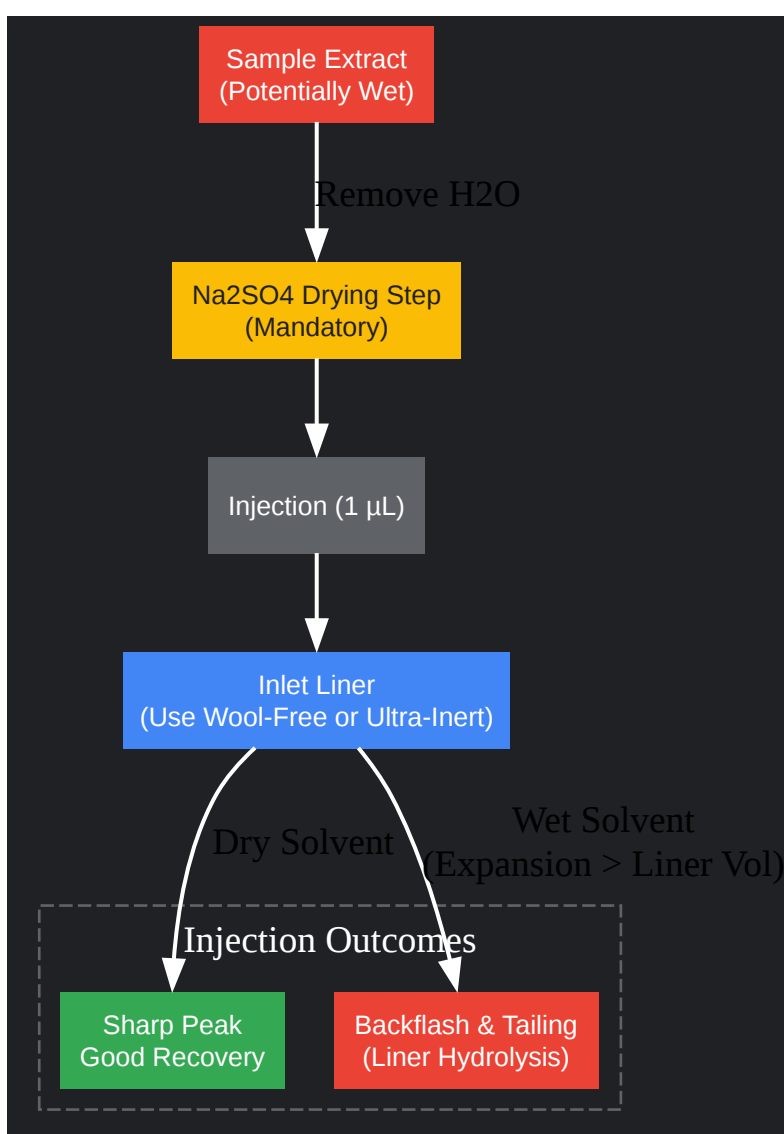 Sample Extract
(Potentially Wet)
Remove H2O
Na2SO4 Drying Step
(Mandatory)
Injection (1 µL)
Inlet Liner
(Use Wool-Free or Ultra-Inert)
Dry Solvent
Wet Solvent
(Expansion > Liner Vol)
Injection Outcomes
Sharp Peak
Good Recovery
Backflash & Tailing
(Liner Hydrolysis)